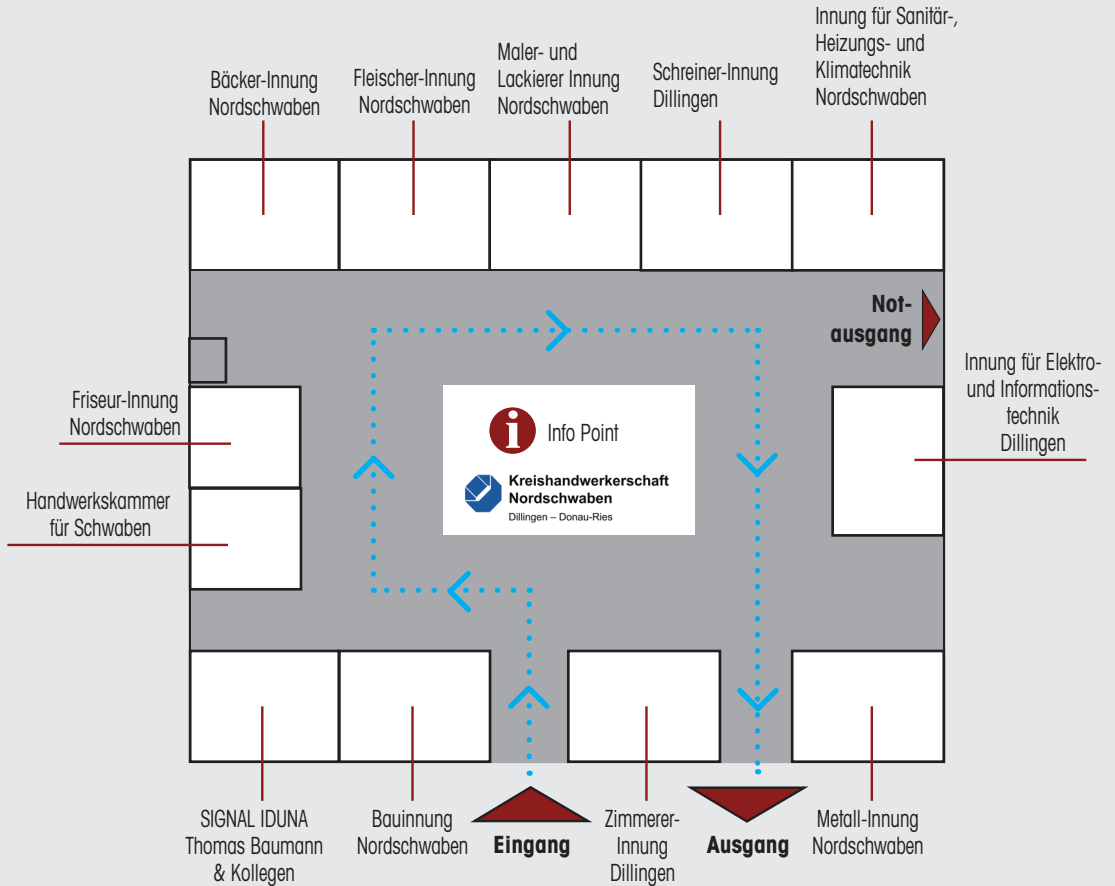 Bäcker-Innung
Nordschwaben
Fleischer-Innung
Nordschwaben
Maler- und
Lackierer Innung
Nordschwaben
Schreiner-Innung
Dillingen
Innung für Sanitär-,
Heizungs- und
Klimatechnik
Nordschwaben
Not-
ausgang
Innung für Elektro-
und Informations-
technik
Dillingen
Friseur-Innung
Nordschwaben
Handwerkskammer
für Schwaben
i Info Point
Kreishandwerkerschaft
Nordschwaben
Dillingen – Donau-Ries
SIGNAL IDUNA
Thomas Baumann
& Kollegen
Bauinnung
Nordschwaben
Eingang
Zimmerer-
Innung
Dillingen
Ausgang
Metall-Innung
Nordschwaben